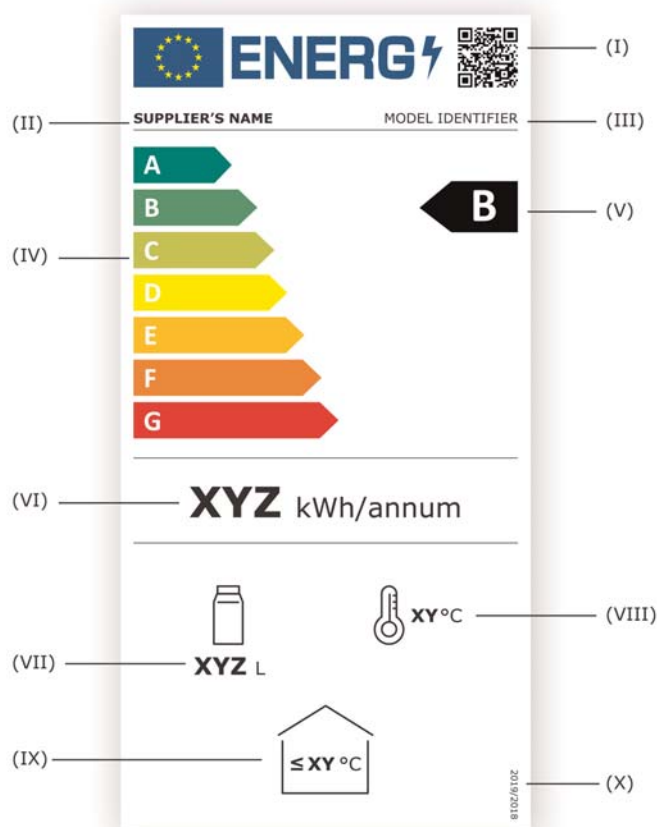 ENERG
(I)
(II)
SUPPLIER'S NAME
MODEL IDENTIFIER
(III)
A
B
B
(V)
(IV)
C
D
E
F
G
(VI)
XYZ kWh/annum
XY°C
(VIII)
(VII)
XYZ L
(IX)
≤ XY °C
2019/2018
(X)